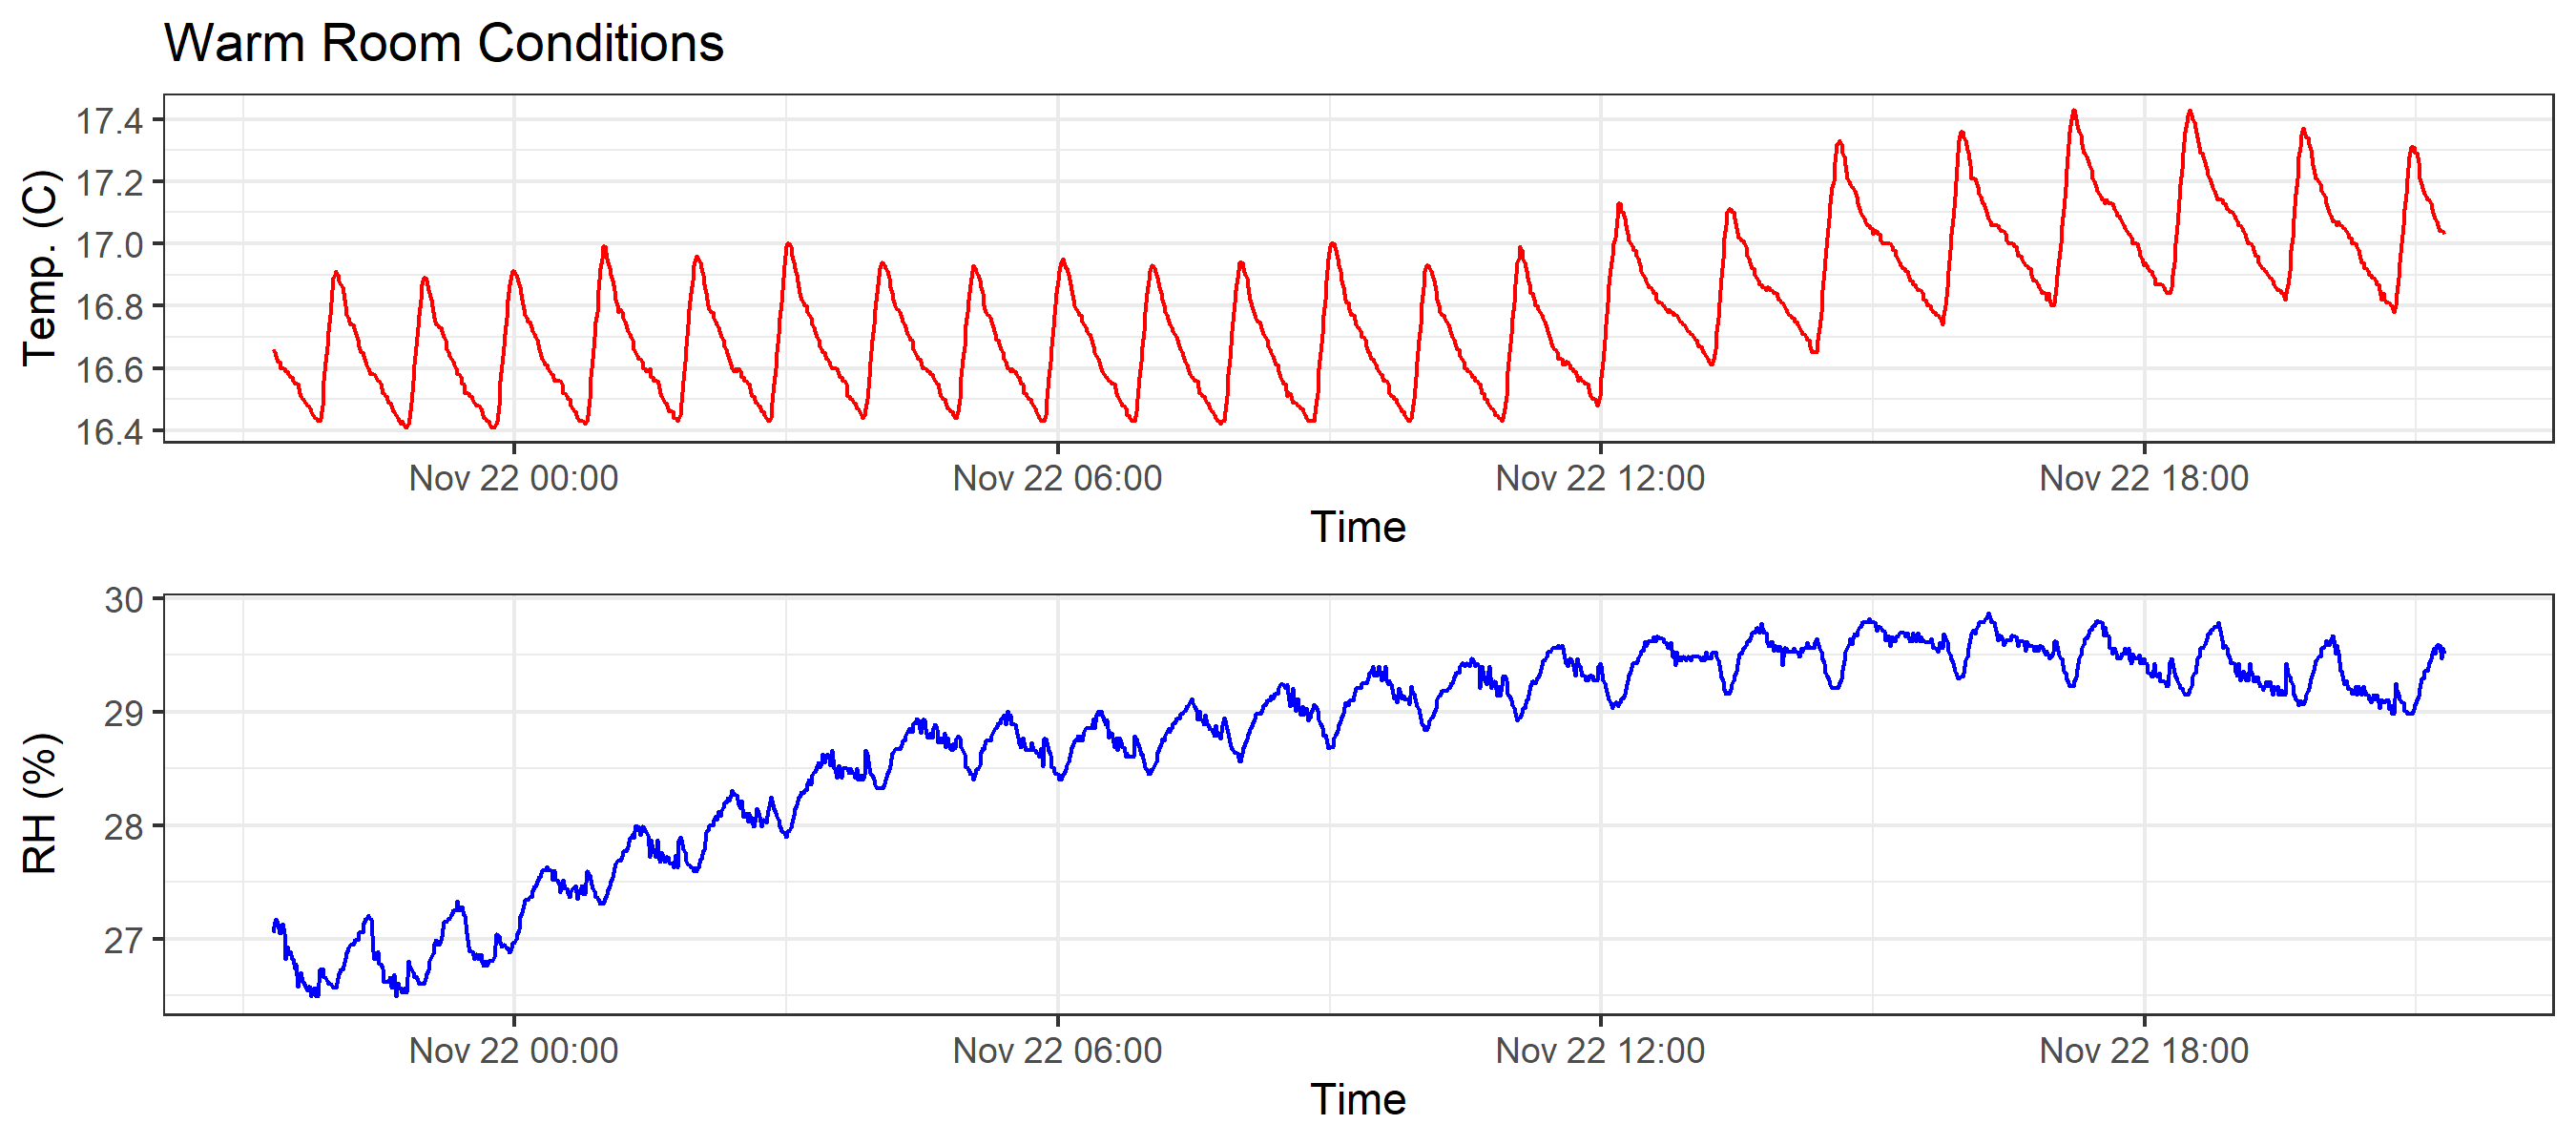 Warm Room Conditions
Temp. (C)
17.4
17.2
17.0
16.8
16.6
16.4
Nov 22 00:00 Nov 22 06:00 Nov 22 12:00 Nov 22 18:00
Time
RH (%)
30
29
28
27
Nov 22 00:00 Nov 22 06:00 Nov 22 12:00 Nov 22 18:00
Time